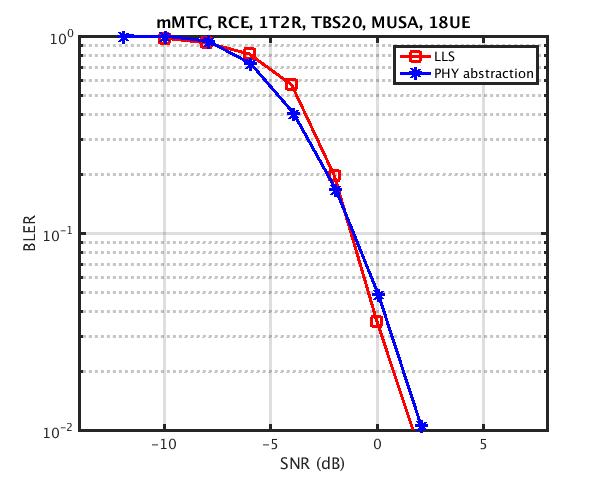 mMTC, RCE, 1T2R, TBS20, MUSA, 18UE
LLS
PHY abstraction
10^0
10^-1
10^-2
BLER
-10
-5
0
5
SNR (dB)